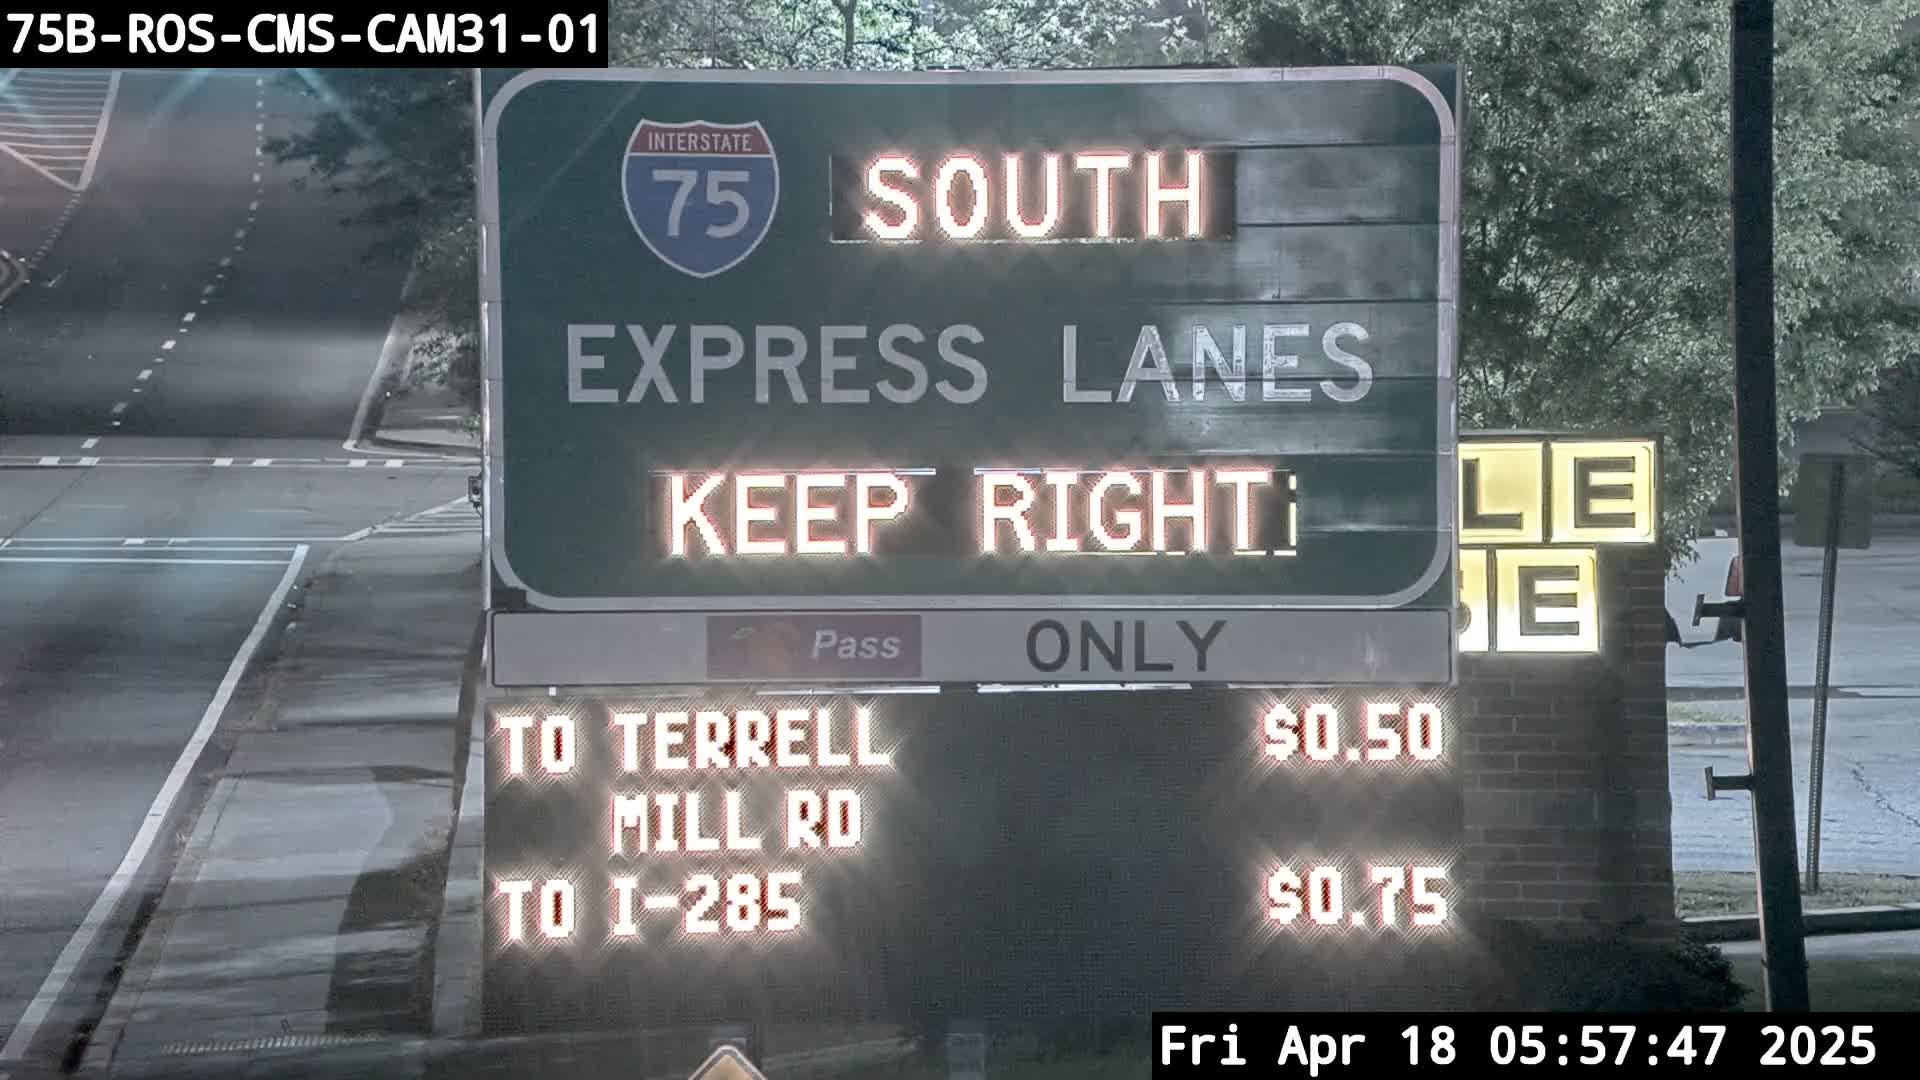 75B-ROS-CMS-CAM31-01
INTERSTATE
75
SOUTH
EXPRESS LANES
KEEP RIGHT
Pass ONLY
TO TERRELL $0.50
MILL RD
TO I-285 $0.75
LE
E
Fri Apr 18 05:57:47 2025